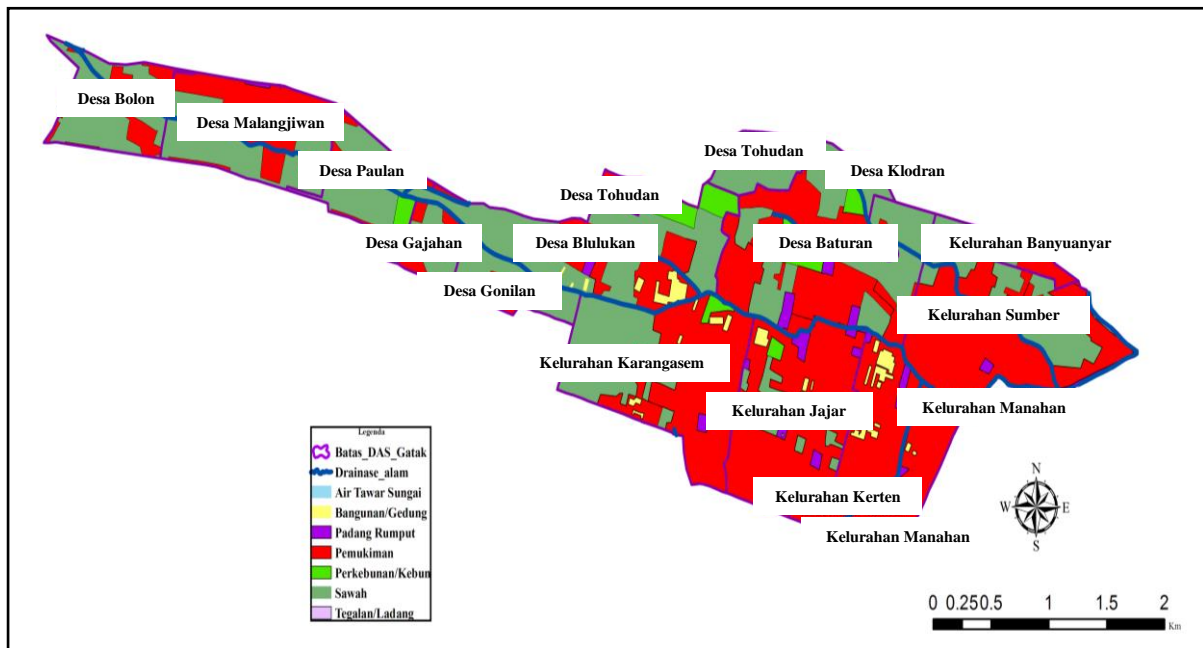 Desa Bolon
Desa Malangjiwan
Desa Paulan
Desa Tohudan
Desa Klodran
Desa Tohudan
Desa Gajahan
Desa Blulukan
Desa Baturan
Kelurahan Banyuanyar
Desa Gonilan
Kelurahan Sumber
Kelurahan Karangasem
Kelurahan Jajar
Kelurahan Manahan
Kelurahan Kerten
Kelurahan Manahan
Legenda
Batas_DAS_Gatak
Drainase_alam
Air Tawar Sungai
Bangunan/Gedung
Padang Rumput
Pemukiman
Perkebunan/Kebun
Sawah
Tegalan/Ladang
N
W E
S
0 0.25 0.5 1 1.5 2
Km